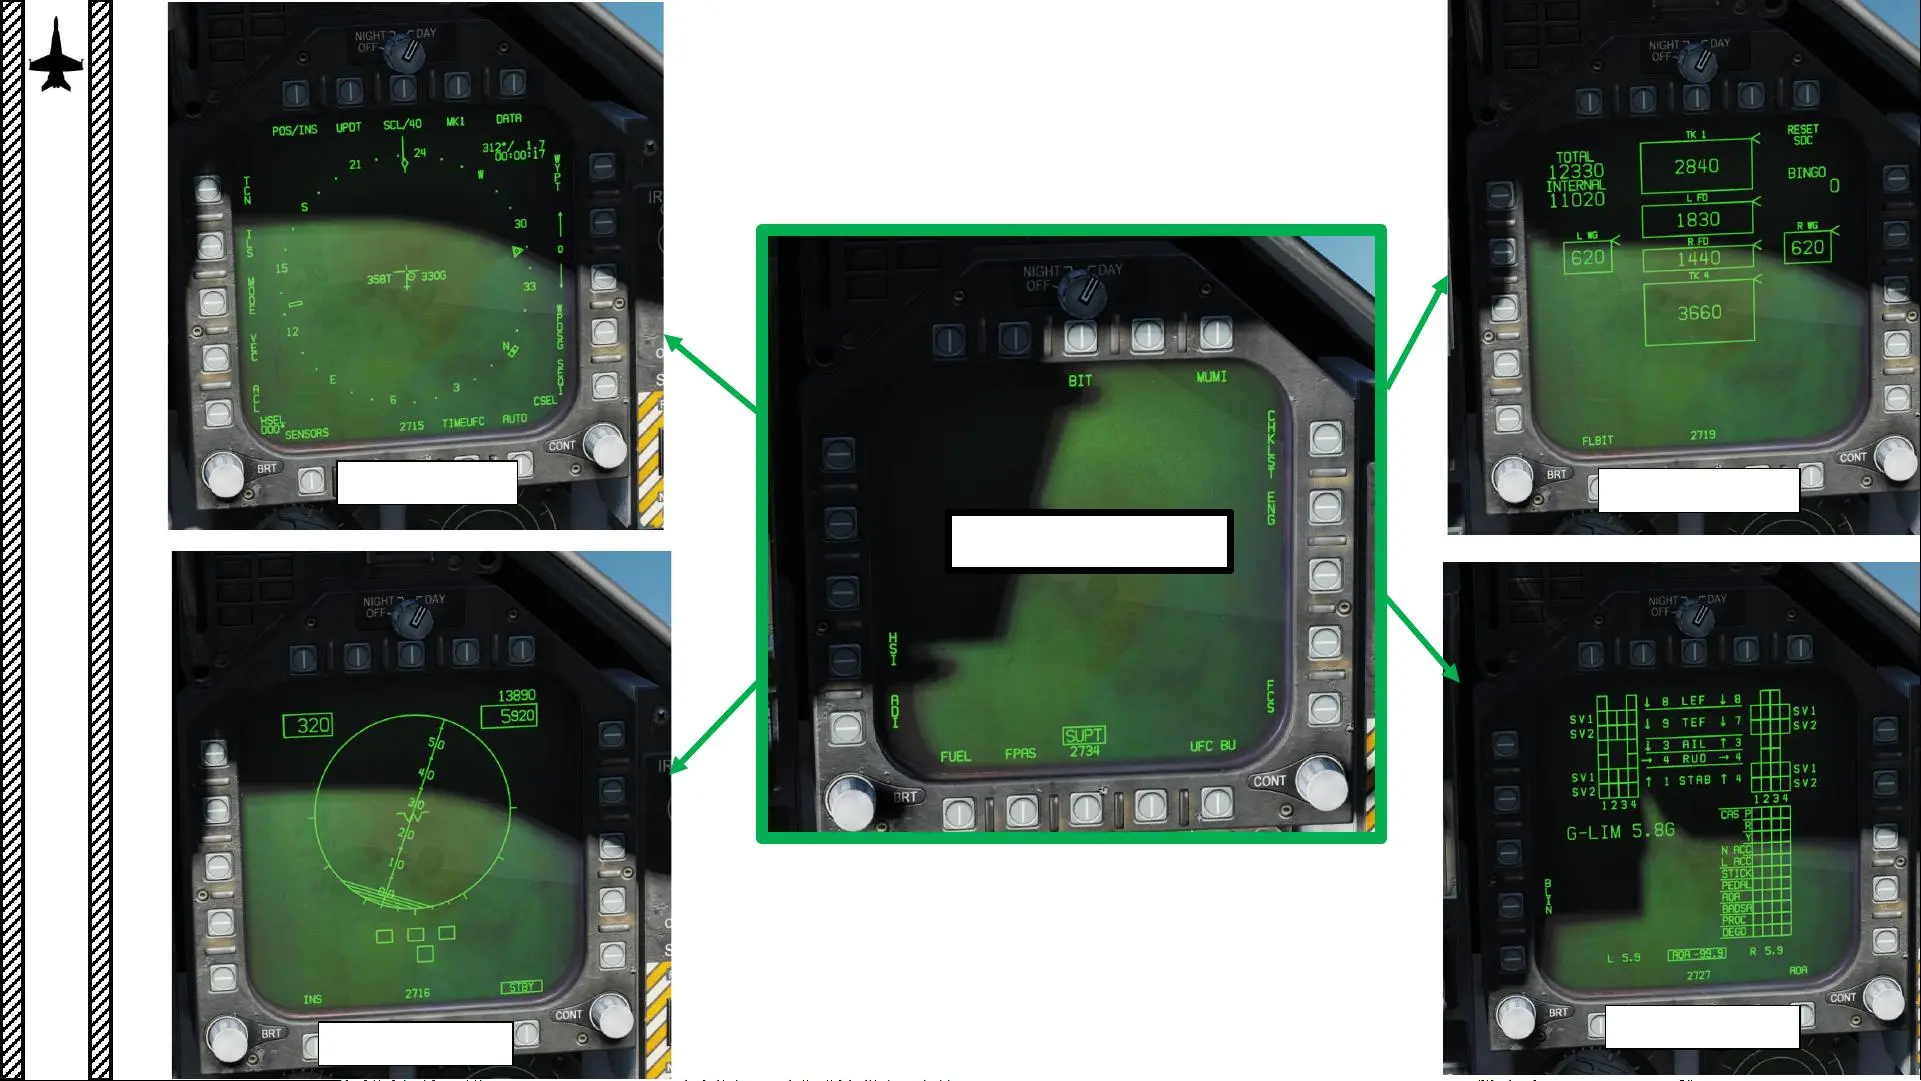 NIGHT DAY
OFF
POS/INS UPDT SCL/40 MK1 DATA
312°/ 1.7
00:00:17
TCN
ILS
MODE
VEC
ACL
WYPT
0
21 24 W 30 33 N 3 6 E 12 15 S
358T 330G
HSEL
000°
SENSORS 2715 TIMEUFC AUTO
CSEL
BRT CONT
NIGHT DAY
OFF
320
13890
5920
50
40
30
20
10
00
INS 2716 STBY
BRT CONT
NIGHT DAY
OFF
BIT MUMI
CHKLST
ENG
HSI
ADI
FCS
SUPT
FUEL FPAS 2734 UFC BU
BRT CONT
NIGHT DAY
OFF
TK 1
2840
RESET
SDC
TOTAL
12330
INTERNAL
11020
BINGO
0
L FD
1830
L WG
620
R FD
1440
R WG
620
TK 4
3660
FLBIT 2719
BRT CONT
NIGHT DAY
OFF
↓ 8 LEF ↓ 8
SV1 ↓ 9 TEF ↓ 7 SV1
SV2 SV2
↓ 3 AIL ↑ 3
→ 4 RUD → 4
SV1 ↑ 1 STAB ↑ 4 SV1
SV2 SV2
1234 1234
G-LIM 5.8G
CAS P
R
Y
N ACC
L ACC
STICK
PEDAL
AOA
BADSA
PROC
DEGD
BLIN
L 5.9 AOA -99.9 R 5.9
2727 AOA
BRT CONT